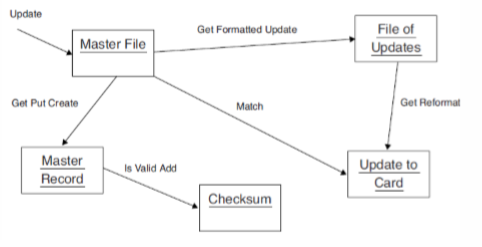 Update
Get Formatted Update
Master File
File of
Updates
Get Put Create
Match
Get Reformat
Master
Record
Is Valid Add
Update to
Card
Checksum